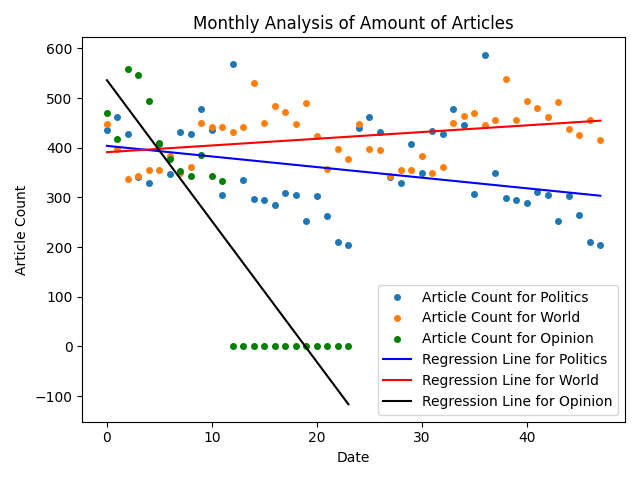 Monthly Analysis of Amount of Articles
Article Count
600
500
400
300
200
100
0
−100
0 10 20 30 40
Date
Article Count for Politics
Article Count for World
Article Count for Opinion
Regression Line for Politics
Regression Line for World
Regression Line for Opinion